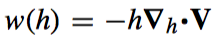 w(h) = −h∇ₕ•V